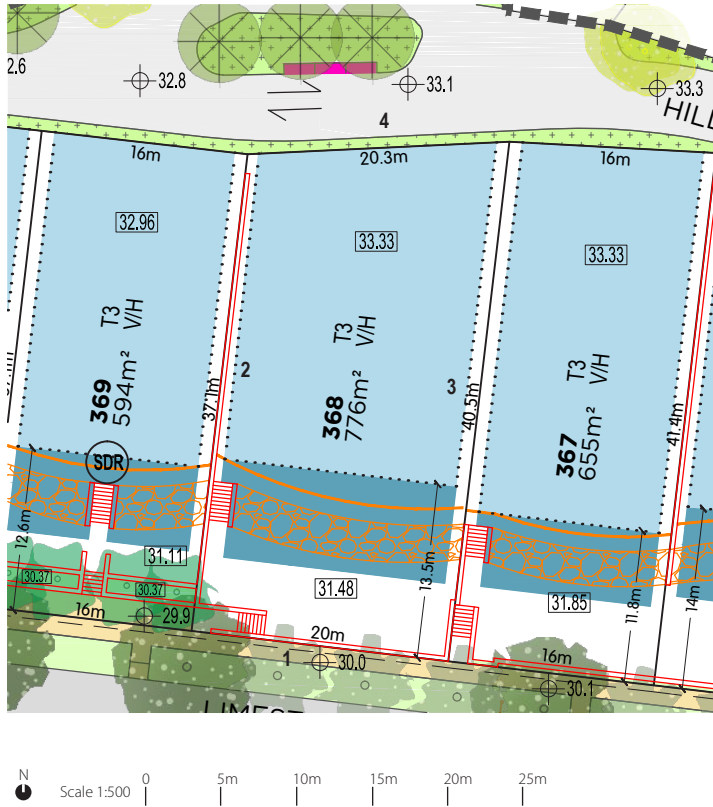 2.6
32.8
33.1
33.3
HILL
4
16m
20.3m
16m
32.96
33.33
33.33
T3
V/H
369
594m²
T3
V/H
368
776m²
T3
V/H
367
655m²
2
3
37.1m
40.5m
41.4m
SDR
12.6m
31.11
31.48
13.5m
31.85
11.8m
14m
30.37
30.37
16m
29.9
20m
1
30.0
16m
30.1
LIMEST
N
Scale 1:500
0
5m
10m
15m
20m
25m